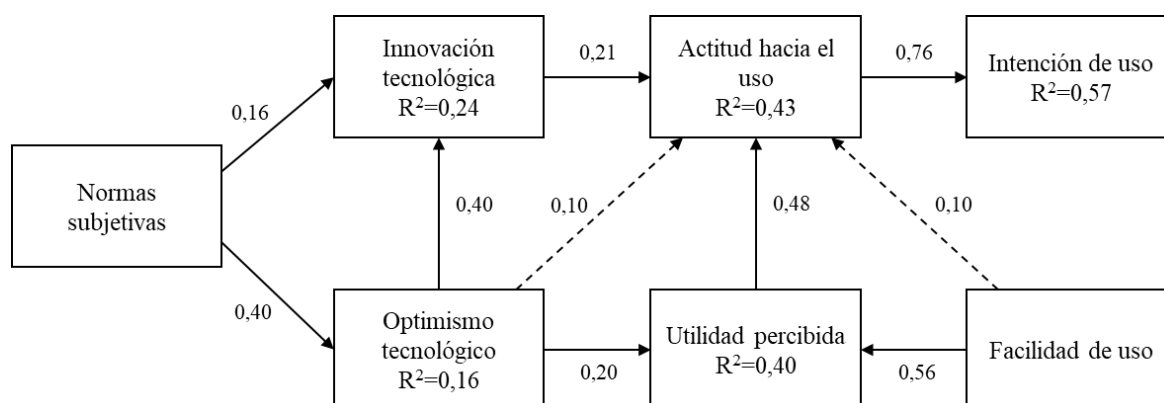 Innovación
tecnológica
R²=0,24
0,21
Actitud hacia el
uso
R²=0,43
0,76
Intención de uso
R²=0,57
0,16
Normas
subjetivas
0,40
0,10
0,48
0,10
0,40
Optimismo
tecnológico
R²=0,16
0,20
Utilidad percibida
R²=0,40
0,56
Facilidad de uso